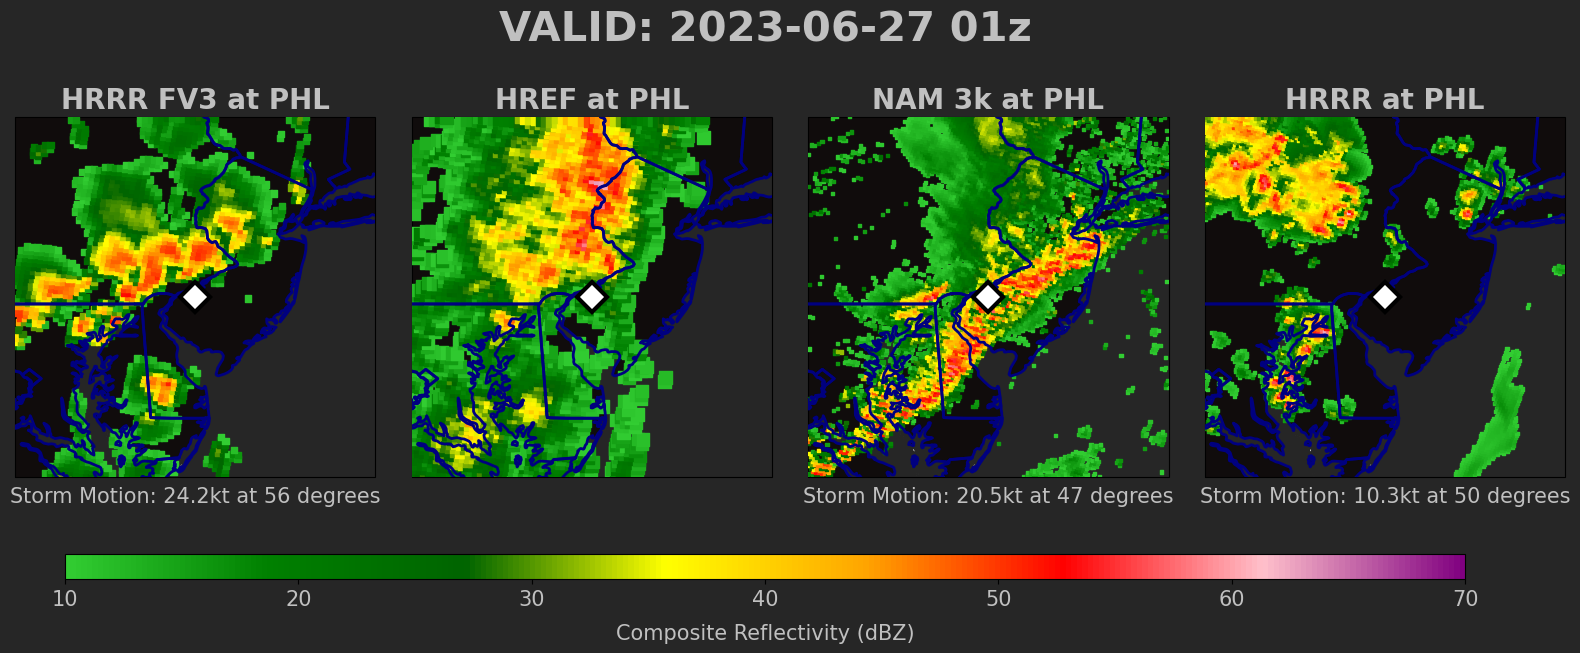 VALID: 2023-06-27 01z
HRRR FV3 at PHL
HREF at PHL
NAM 3k at PHL
HRRR at PHL
Storm Motion: 24.2kt at 56 degrees
Storm Motion: 20.5kt at 47 degrees
Storm Motion: 10.3kt at 50 degrees
10 20 30 40 50 60 70
Composite Reflectivity (dBZ)